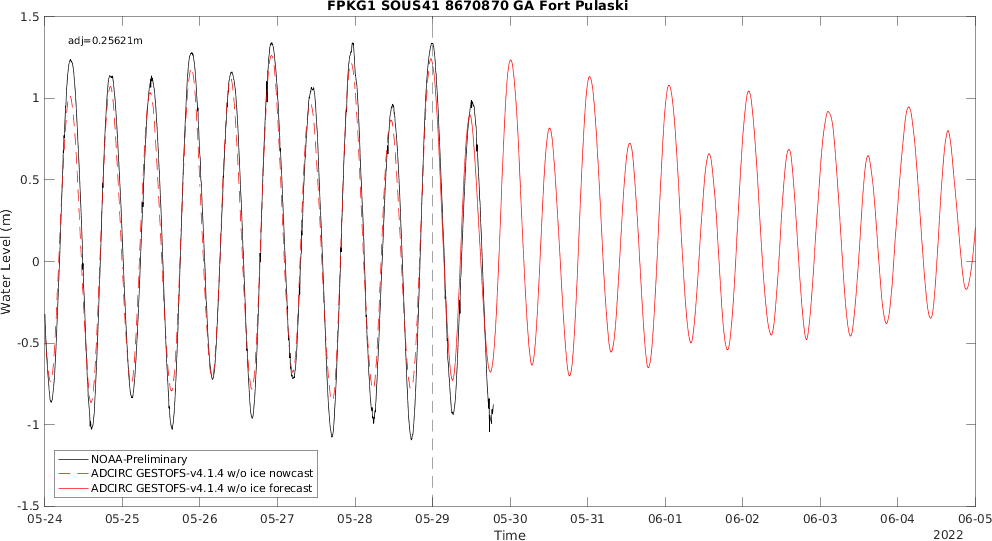 FPKG1 SOUS41 8670870 GA Fort Pulaski
adj=0.25621m
Water Level (m)
1.5
1
0.5
0
-0.5
-1
-1.5
NOAA-Preliminary
ADCIRC GESTOFS-v4.1.4 w/o ice nowcast
ADCIRC GESTOFS-v4.1.4 w/o ice forecast
05-24 05-25 05-26 05-27 05-28 05-29 05-30 05-31 06-01 06-02 06-03 06-04 06-05
Time
2022